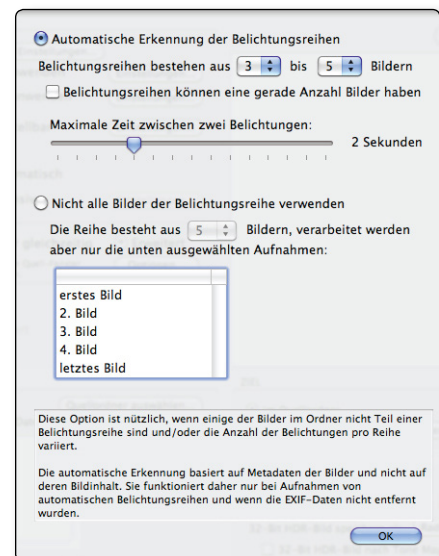 Automatische Erkennung der Belichtungsreihen
Belichtungsreihen bestehen aus 3 bis 5 Bildern
Belichtungsreihen können eine gerade Anzahl Bilder haben
Maximale Zeit zwischen zwei Belichtungen:
2 Sekunden
Nicht alle Bilder der Belichtungsreihe verwenden
Die Reihe besteht aus 5 Bildern, verarbeitet werden
aber nur die unten ausgewählten Aufnahmen:
erstes Bild
2. Bild
3. Bild
4. Bild
letztes Bild
Diese Option ist nützlich, wenn einige der Bilder im Ordner nicht Teil einer
Belichtungsreihe sind und/oder die Anzahl der Belichtungen pro Reihe
variiert.
Die automatische Erkennung basiert auf Metadaten der Bilder und nicht auf
deren Bildinhalt. Sie funktioniert daher nur bei Aufnahmen von
automatischen Belichtungsreihen und wenn die EXIF-Daten nicht entfernt
wurden.
OK